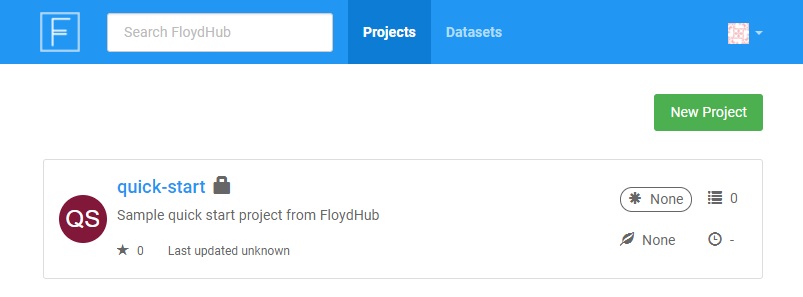 F
Search FloydHub
Projects
Datasets
New Project
QS
quick-start
Sample quick start project from FloydHub
0
Last updated unknown
None
0
None
-